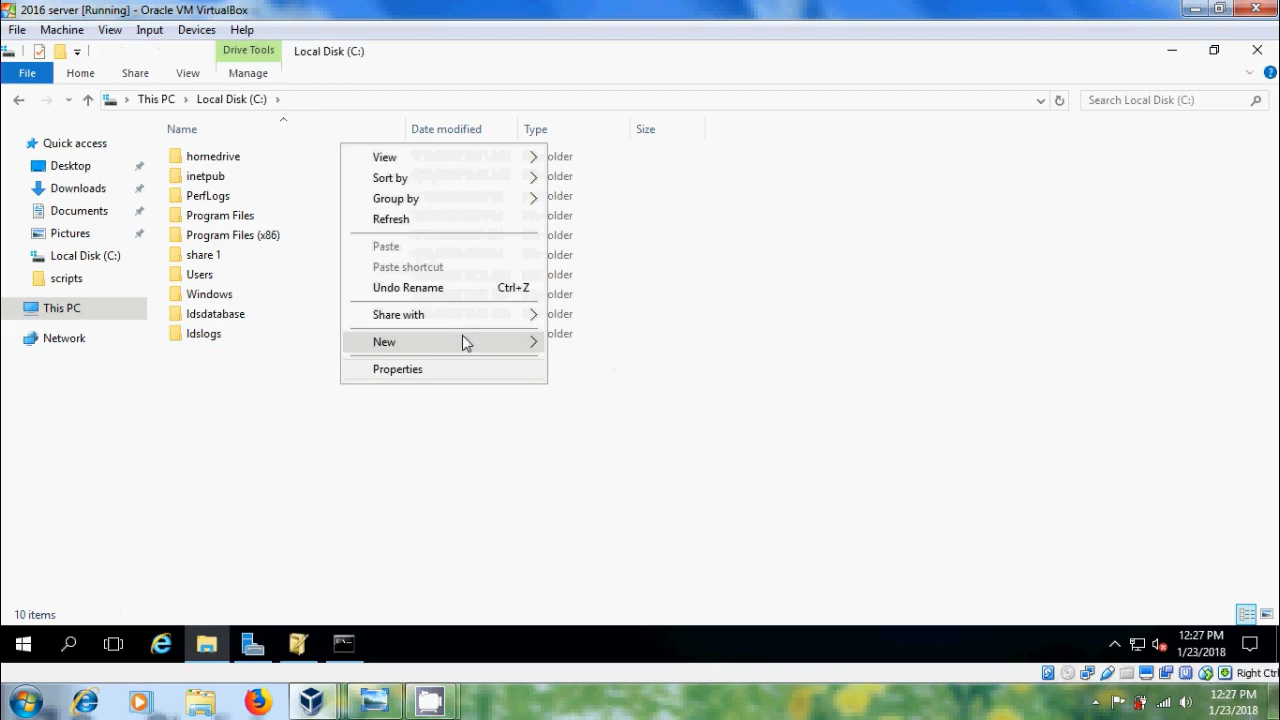 2016 server [Running] - Oracle VM VirtualBox
File Machine View Input Devices Help
Drive Tools Local Disk (C:)
File Home Share View Manage
This PC Local Disk (C:) Search Local Disk (C:)
Name Date modified Type Size
Quick access
Desktop
Downloads
Documents
Pictures
Local Disk (C:)
scripts
This PC
Network
homedrive older
inetpub older
PerfLogs older
Program Files older
Program Files (x86) older
share 1 older
Users older
Windows older
ldsdatabase older
ldslogs older
View
Sort by
Group by
Refresh
Paste
Paste shortcut
Undo Rename Ctrl+Z
Share with
New
Properties
10 items
12:27 PM
1/23/2018
Right Ctrl
12:27 PM
1/23/2018